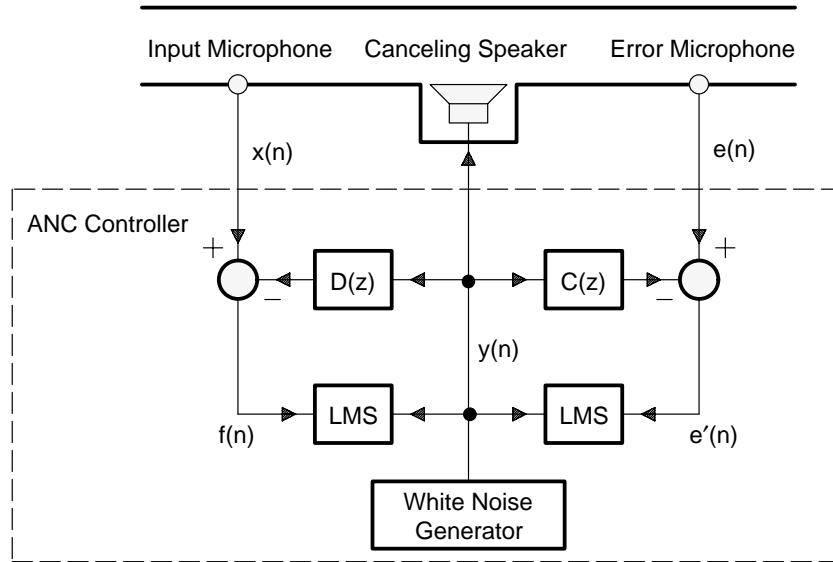 Input Microphone
Canceling Speaker
Error Microphone
x(n)
e(n)
ANC Controller
+
+
D(z)
C(z)
−
−
y(n)
LMS
LMS
f(n)
e′(n)
White Noise
Generator